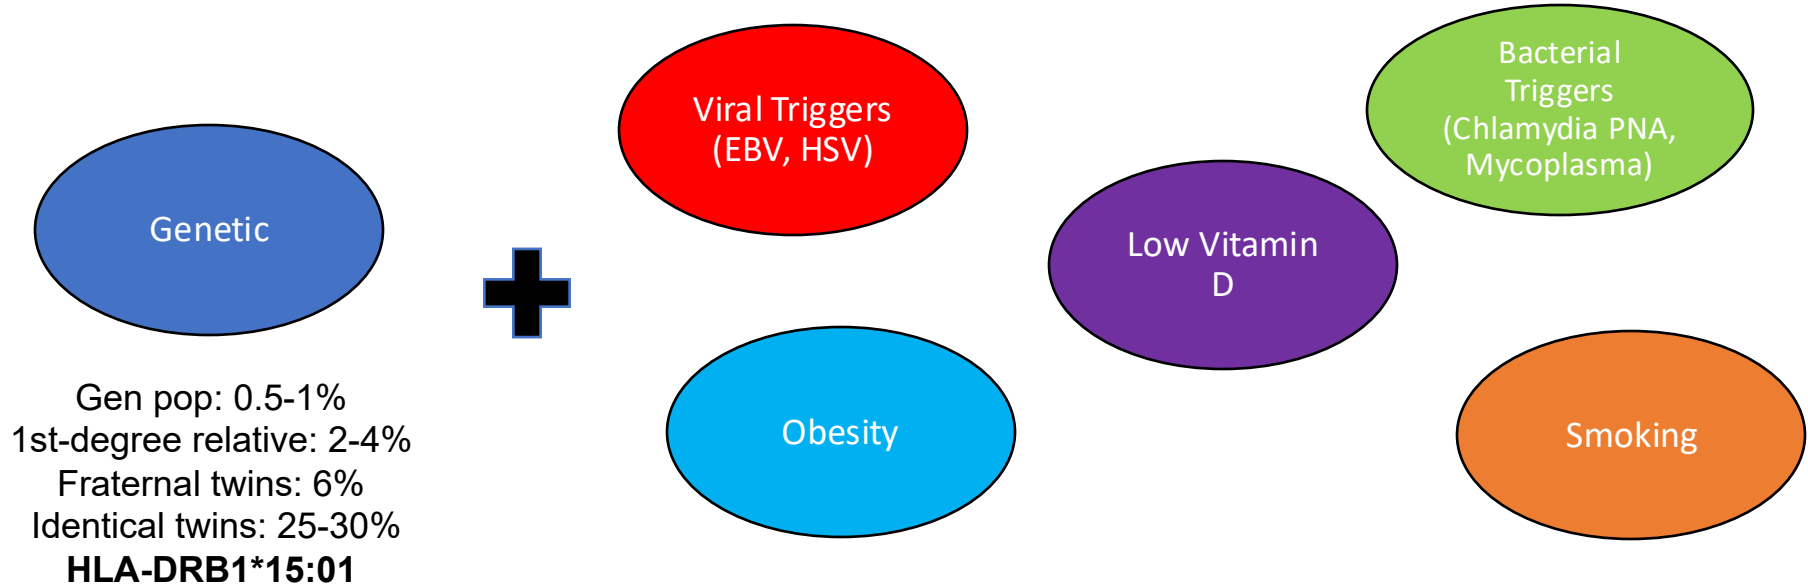 Genetic
Gen pop: 0.5-1%
1st-degree relative: 2-4%
Fraternal twins: 6%
Identical twins: 25-30%
HLA-DRB1*15:01
Viral Triggers
(EBV, HSV)
Obesity
Low Vitamin
D
Bacterial
Triggers
(Chlamydia PNA,
Mycoplasma)
Smoking